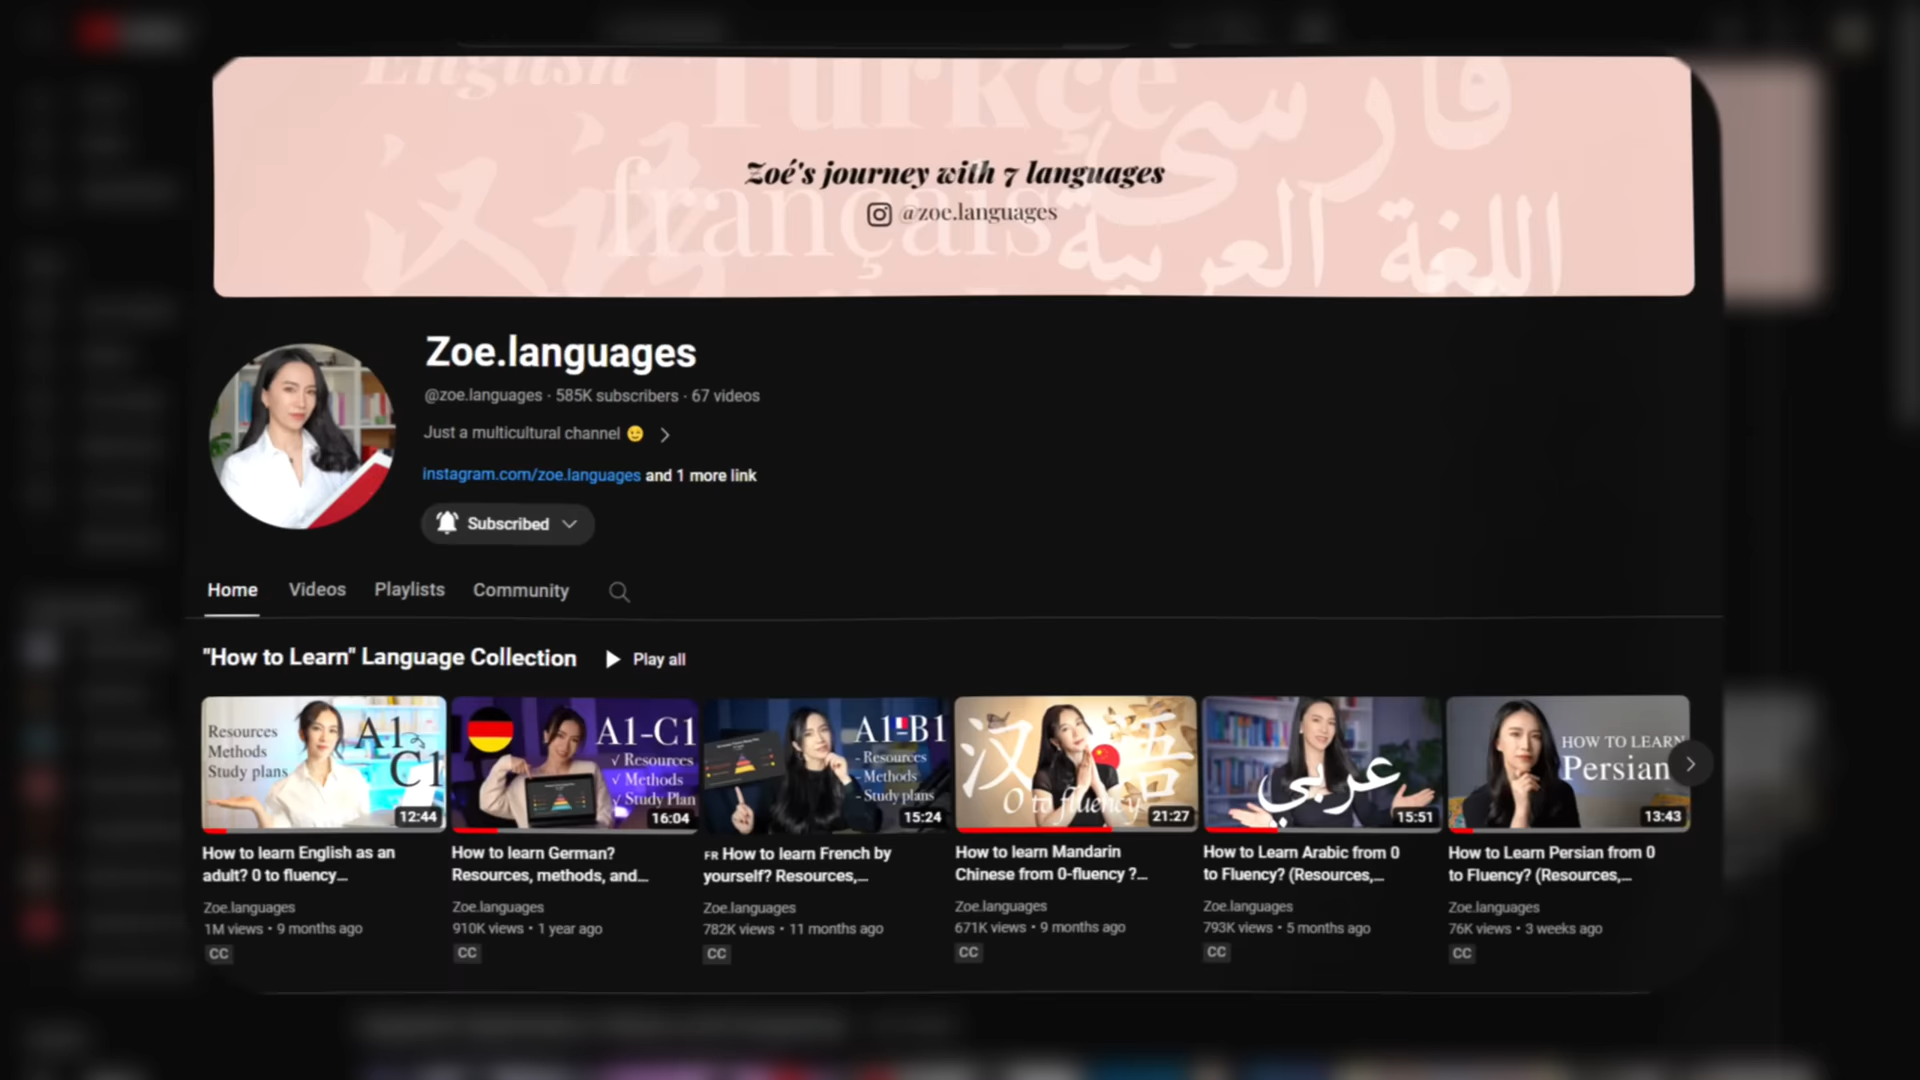 English
Türkçe
فارسی
汉语
français
اللغة العربية
Zoé's journey with 7 languages
@zoe.languages
Zoe.languages
@zoe.languages · 585K subscribers · 67 videos
Just a multicultural channel 😉
instagram.com/zoe.languages and 1 more link
Subscribed
Home Videos Playlists Community
"How to Learn" Language Collection Play all
Resources
Methods
Study plans
A1
C1
12:44
A1-C1
√ Resources
√ Methods
√ Study Plan
16:04
A1-B1
- Resources
- Methods
- Study plans
15:24
汉语
0 to fluency
21:27
عربي
15:51
HOW TO LEARN
Persian
13:43
How to learn English as an
adult? 0 to fluency...
Zoe.languages
1M views • 9 months ago
CC
How to learn German?
Resources, methods, and...
Zoe.languages
910K views • 1 year ago
CC
FR How to learn French by
yourself? Resources,...
Zoe.languages
782K views • 11 months ago
CC
How to learn Mandarin
Chinese from 0-fluency ?...
Zoe.languages
671K views • 9 months ago
CC
How to Learn Arabic from 0
to Fluency? (Resources,...
Zoe.languages
793K views • 5 months ago
CC
How to Learn Persian from 0
to Fluency? (Resources,...
Zoe.languages
76K views • 3 weeks ago
CC